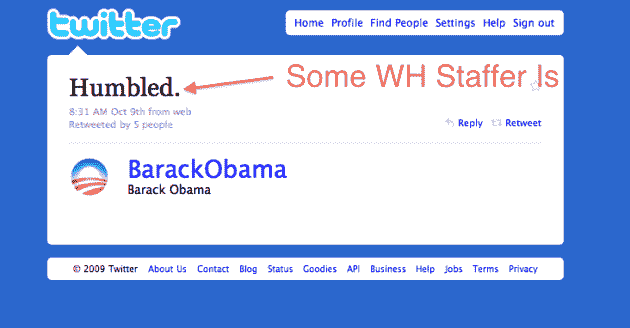 twitter
Home Profile Find People Settings Help Sign out
Humbled.
Some WH Staffer Is
8:31 AM Oct 9th from web
Retweeted by 5 people
Reply Retweet
BarackObama
Barack Obama
© 2009 Twitter About Us Contact Blog Status Goodies API Business Help Jobs Terms Privacy